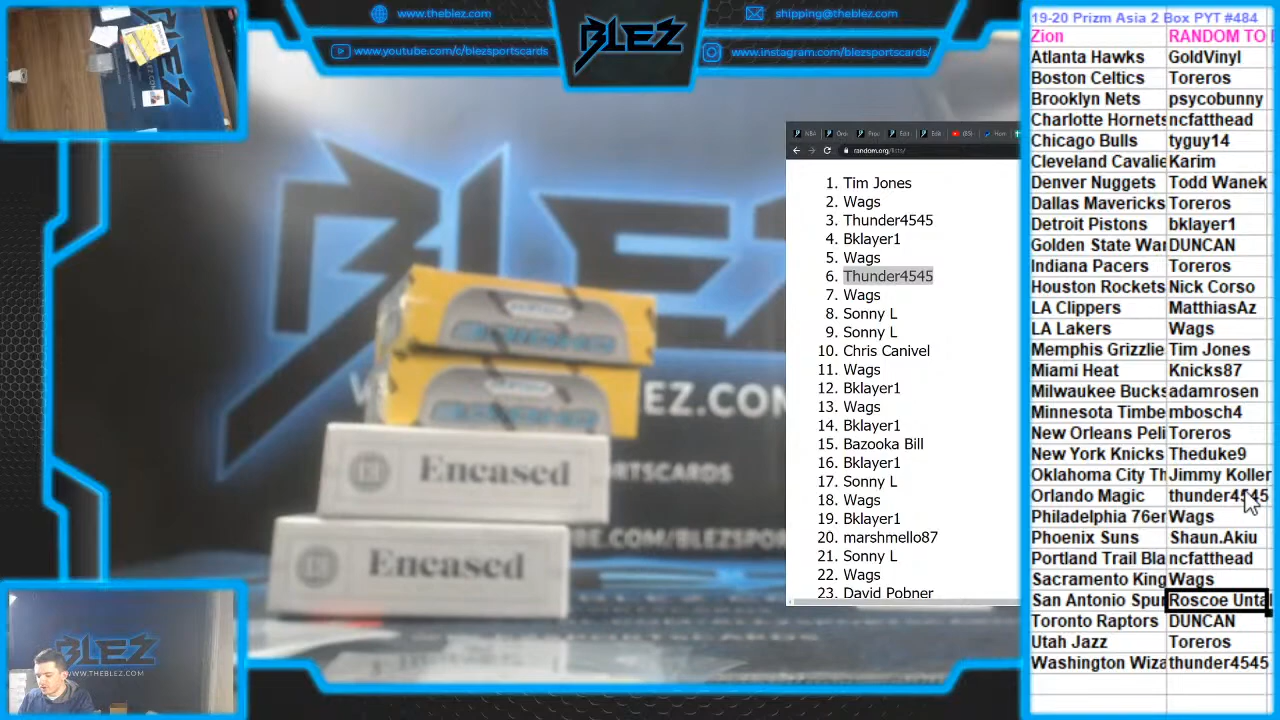 www.theblez.com
shipping@theblez.com
www.youtube.com/c/blezsportscards
www.instagram.com/blezsportscards/
BLEZ
random.org/lists/
1. Tim Jones
2. Wags
3. Thunder4545
4. Bklayer1
5. Wags
6. Thunder4545
7. Wags
8. Sonny L
9. Sonny L
10. Chris Canivel
11. Wags
12. Bklayer1
13. Wags
14. Bklayer1
15. Bazooka Bill
16. Bklayer1
17. Sonny L
18. Wags
19. Bklayer1
20. marshmello87
21. Sonny L
22. Wags
23. David Pobner
Encased
Encased
BLEZ
WWW.THEBLEZ.COM
19-20 Prizm Asia 2 Box PYT #484
Zion RANDOM TO
Atlanta Hawks GoldVinyl
Boston Celtics Toreros
Brooklyn Nets psycobunny
Charlotte Hornets ncfatthead
Chicago Bulls tyguy14
Cleveland Cavalie Karim
Denver Nuggets Todd Wanek
Dallas Mavericks Toreros
Detroit Pistons bklayer1
Golden State War DUNCAN
Indiana Pacers Toreros
Houston Rockets Nick Corso
LA Clippers MatthiasAz
LA Lakers Wags
Memphis Grizzlie Tim Jones
Miami Heat Knicks87
Milwaukee Bucks adamrosen
Minnesota Timbe mbosch4
New Orleans Peli Toreros
New York Knicks Theduke9
Oklahoma City Th Jimmy Koller
Orlando Magic thunder4545
Philadelphia 76er Wags
Phoenix Suns Shaun.Akiu
Portland Trail Bla ncfatthead
Sacramento King Wags
San Antonio Spur Roscoe Unta
Toronto Raptors DUNCAN
Utah Jazz Toreros
Washington Wiza thunder4545